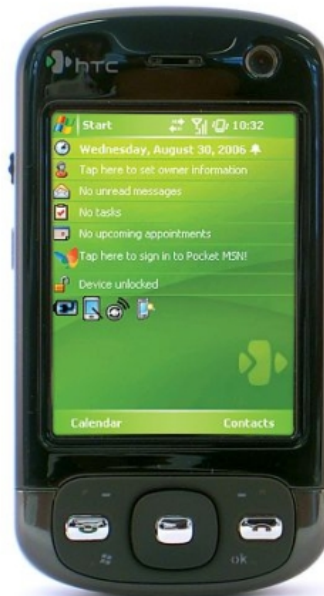 htc
Start 10:32
Wednesday, August 30, 2006
Tap here to set owner information
No unread messages
No tasks
No upcoming appointments
Tap here to sign in to Pocket MSN!
Device unlocked
Calendar Contacts
ok